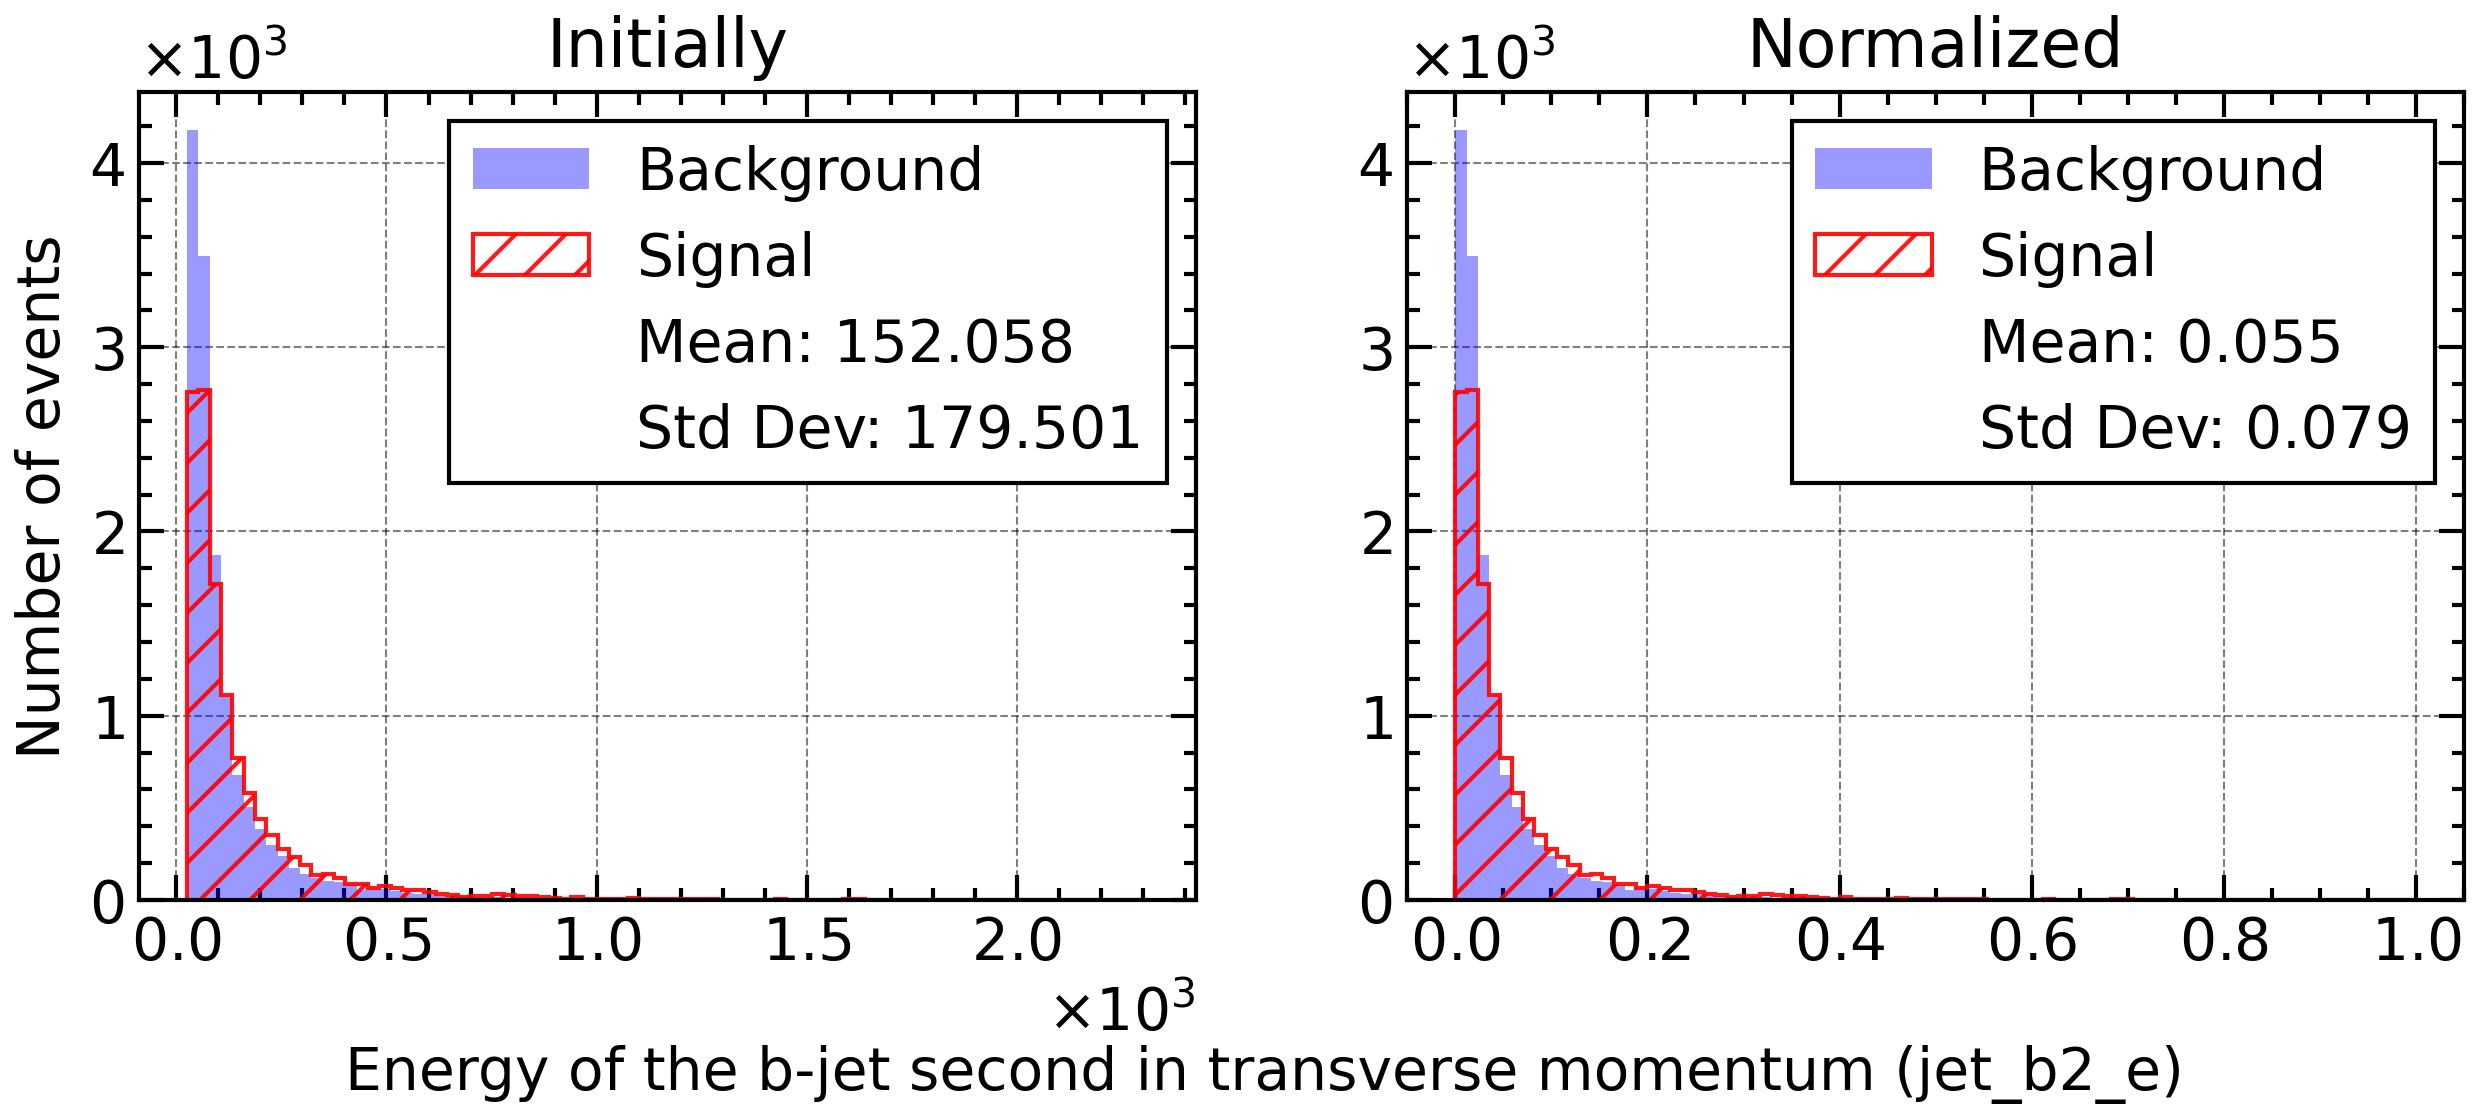 Initially
×10³
4
3
2
1
0
Number of events
Background
Signal
Mean: 152.058
Std Dev: 179.501
0.0 0.5 1.0 1.5 2.0
×10³
Normalized
×10³
4
3
2
1
0
Background
Signal
Mean: 0.055
Std Dev: 0.079
0.0 0.2 0.4 0.6 0.8 1.0
Energy of the b-jet second in transverse momentum (jet_b2_e)